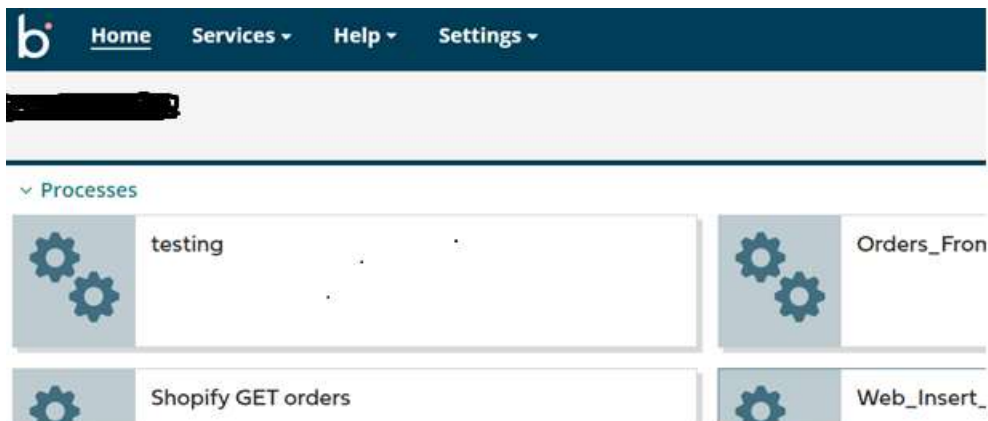 b Home Services Help Settings
Processes
testing
Orders_Fron
Shopify GET orders
Web_Insert_